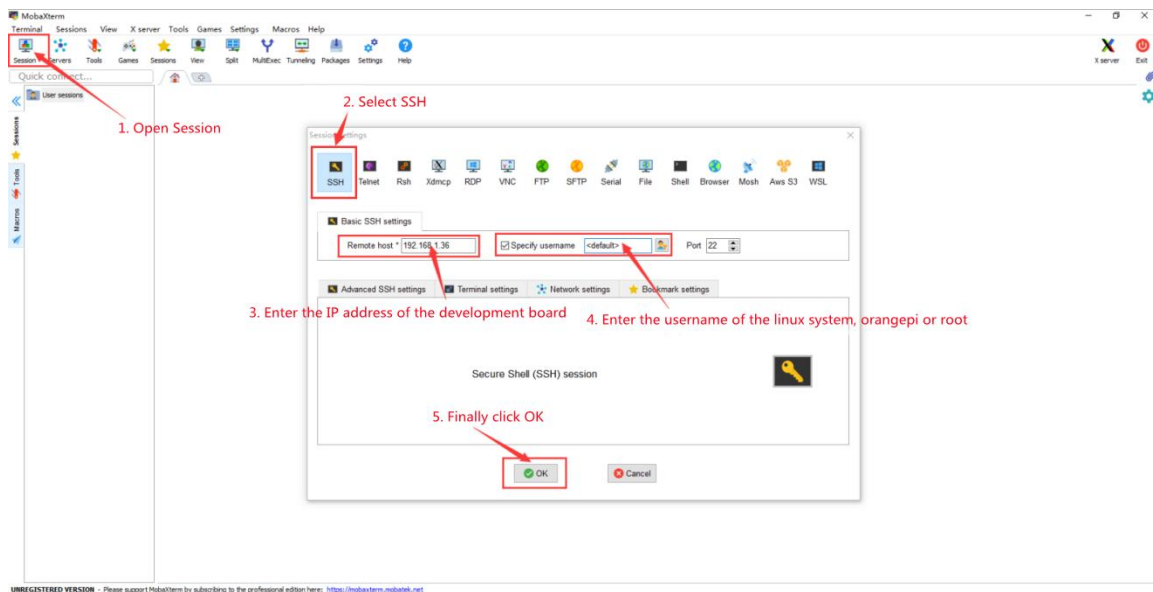 MobaXterm
Terminal Sessions View X server Tools Games Settings Macros Help
Session Servers Tools Games Sessions View Split MultiExec Tunneling Packages Settings Help X server Exit
Quick connect...
User sessions
Sessions
Tools
Macros
1. Open Session
2. Select SSH
Session settings
SSH Telnet Rsh Xdmcp RDP VNC FTP SFTP Serial File Shell Browser Mosh Aws S3 WSL
Basic SSH settings
Remote host * 192.168.1.36 Specify username <default> Port 22
Advanced SSH settings Terminal settings Network settings Bookmark settings
3. Enter the IP address of the development board
4. Enter the username of the linux system, orangepi or root
Secure Shell (SSH) session
5. Finally click OK
OK Cancel
UNREGISTERED VERSION - Please support MobaXterm by subscribing to the professional edition here: https://mobaxterm.mobatek.net